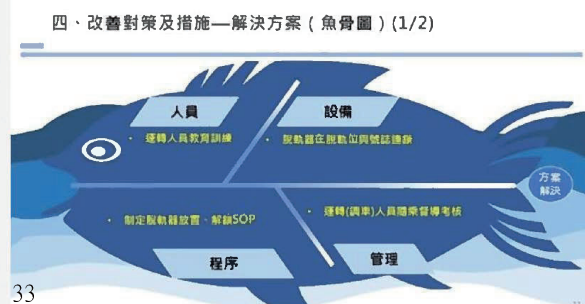 四、改善對策及措施—解決方案（魚骨圖）(1/2)
人員
設備
• 運轉人員教育訓練
• 脫軌器在脫軌位與號誌連鎖
方案
解決
• 制定脫軌器放置、解鎖SOP
• 運轉(調車)人員隨乘督導考核
程序
管理
33